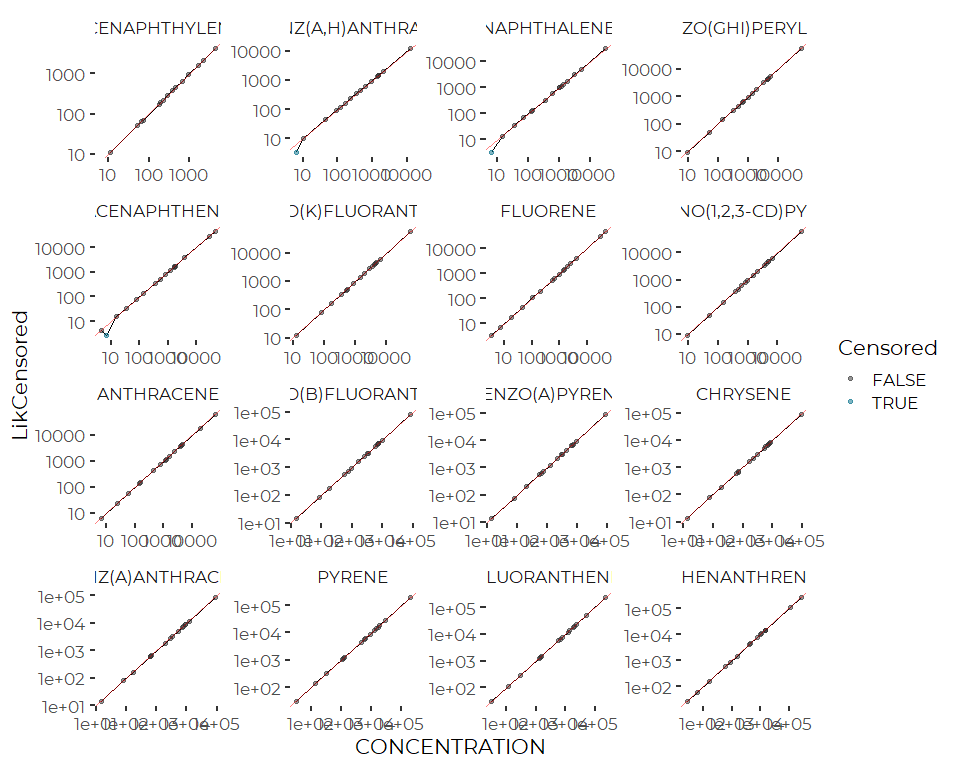 CENAPHTHYLEN NZ(A,H)ANTHRA NAPHTHALENE ZO(GHI)PERYL
1000 100 10
10000 1000 100 10
10000 1000 100 10
10000 1000 100 10
10 100 1000
10 100 1000 10000
10 100 1000 10000
10 100 1000 10000
CENAPHTHEN O(K)FLUORANT FLUORENE NO(1,2,3-CD)PY
10000 1000 100 10
10000 1000 100 10
10000 1000 100 10
10000 1000 100 10
10 100 1000 10000
10 100 1000 10000
10 100 1000 10000
10 100 1000 10000
LikCensored
Censored
FALSE
TRUE
ANTHRACENE O(B)FLUORANT ENZO(A)PYREN CHRYSENE
10000 1000 100 10
1e+05 1e+04 1e+03 1e+02 1e+01
1e+05 1e+04 1e+03 1e+02 1e+01
1e+05 1e+04 1e+03 1e+02 1e+01
10 100 1000 10000
1e+01 1e+02 1e+03 1e+04 1e+05
1e+01 1e+02 1e+03 1e+04 1e+05
1e+01 1e+02 1e+03 1e+04 1e+05
NZ(A)ANTHRAC PYRENE LUORANTHEN HENANTHREN
1e+05 1e+04 1e+03 1e+02 1e+01
1e+05 1e+04 1e+03 1e+02
1e+05 1e+04 1e+03 1e+02
1e+05 1e+04 1e+03 1e+02
1e+01 1e+02 1e+03 1e+04 1e+05
1e+02 1e+03 1e+04 1e+05
1e+02 1e+03 1e+04 1e+05
1e+02 1e+03 1e+04 1e+05
CONCENTRATION